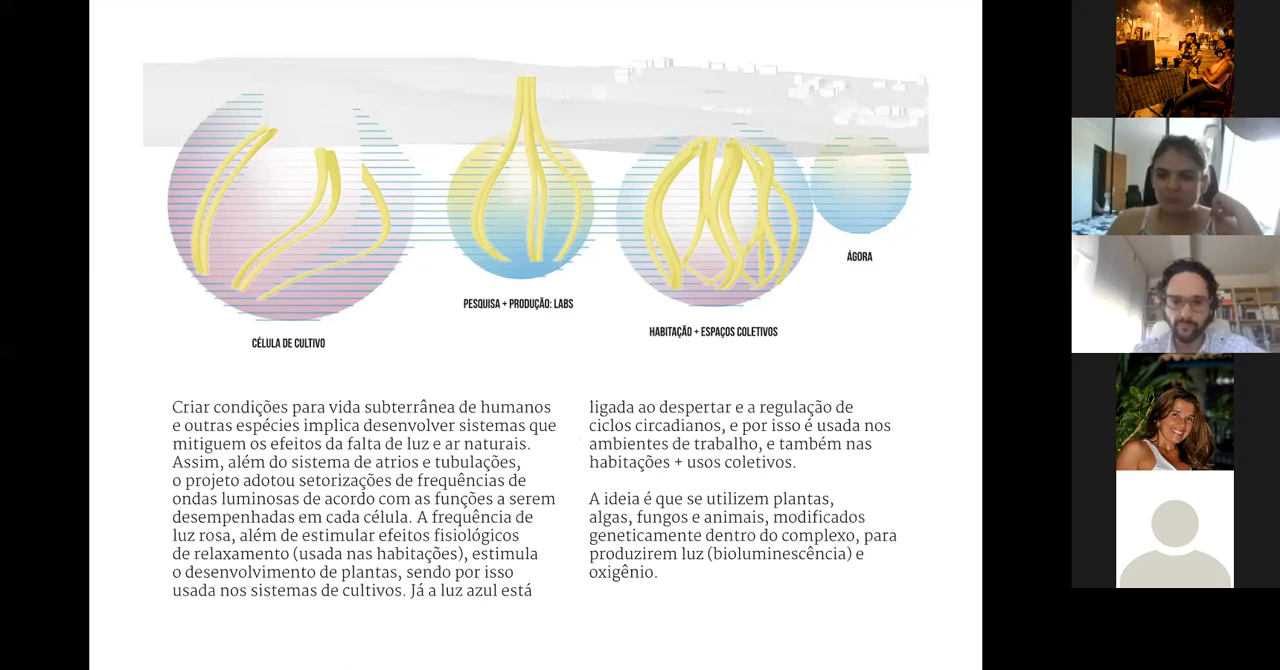 ÁGORA
PESQUISA + PRODUÇÃO: LABS
HABITAÇÃO + ESPAÇOS COLETIVOS
CÉLULA DE CULTIVO
Criar condições para vida subterrânea de humanos
e outras espécies implica desenvolver sistemas que
mitiguem os efeitos da falta de luz e ar naturais.
Assim, além do sistema de atrios e tubulações,
o projeto adotou setorizações de frequências de
ondas luminosas de acordo com as funções a serem
desempenhadas em cada célula. A frequência de
luz rosa, além de estimular efeitos fisiológicos
de relaxamento (usada nas habitações), estimula
o desenvolvimento de plantas, sendo por isso
usada nos sistemas de cultivos. Já a luz azul está
ligada ao despertar e a regulação de
ciclos circadianos, e por isso é usada nos
ambientes de trabalho, e também nas
habitações + usos coletivos.
A ideia é que se utilizem plantas,
algas, fungos e animais, modificados
geneticamente dentro do complexo, para
produzirem luz (bioluminescência) e
oxigênio.